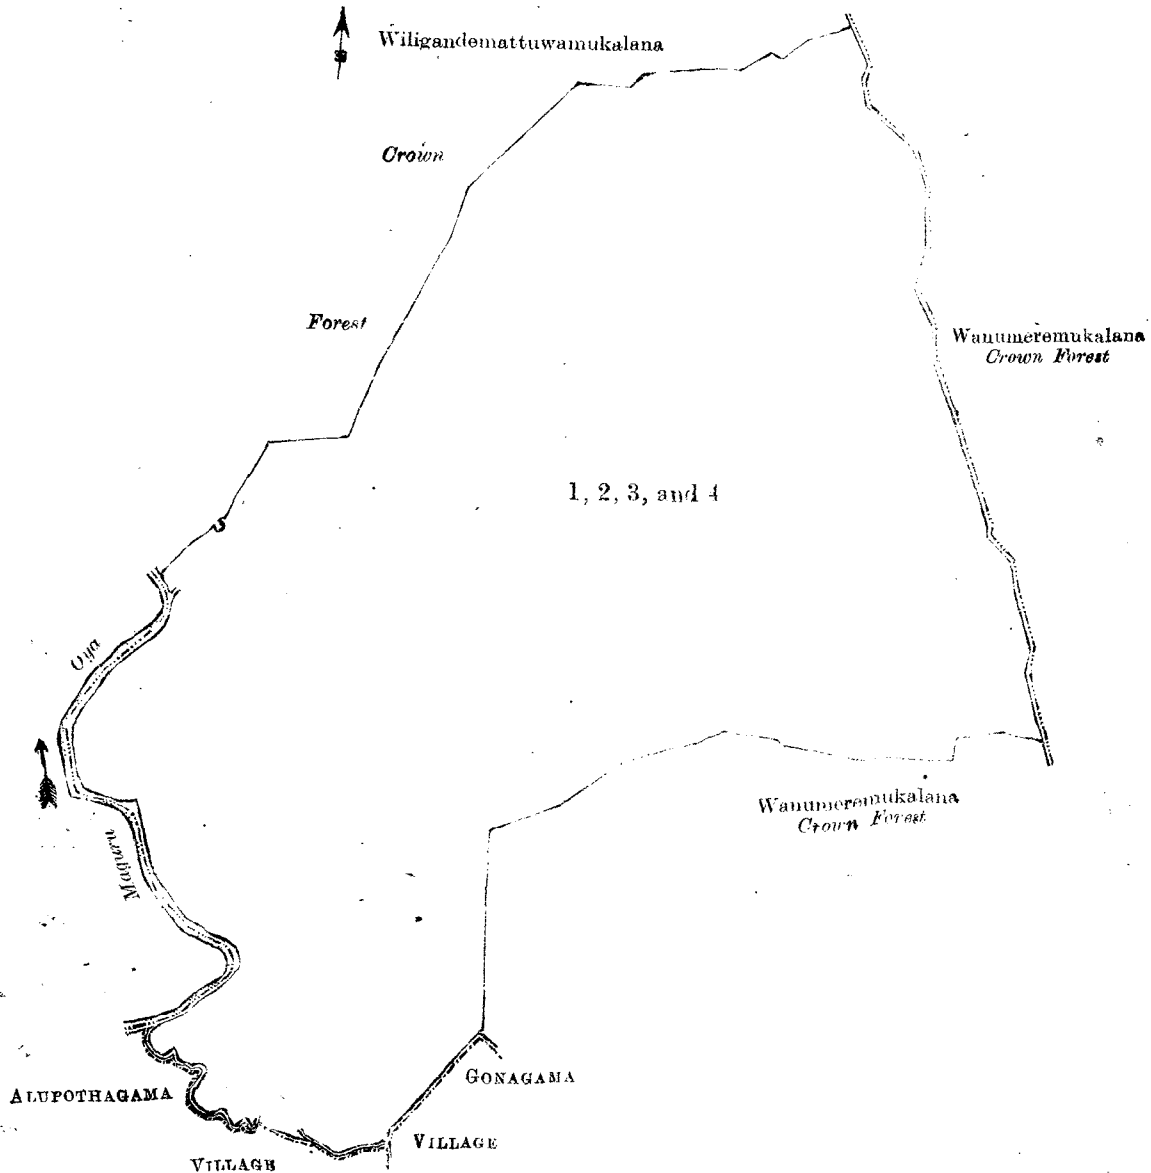 Wiligandemattuwamukalana
Crown
Forest
Wanumeremukalana
Crown Forest
1, 2, 3, and 4
Oya
Maguru
Wanumeremukalana
Crown Forest
GONAGAMA
ALUPOTHAGAMA
VILLAGE
VILLAGE